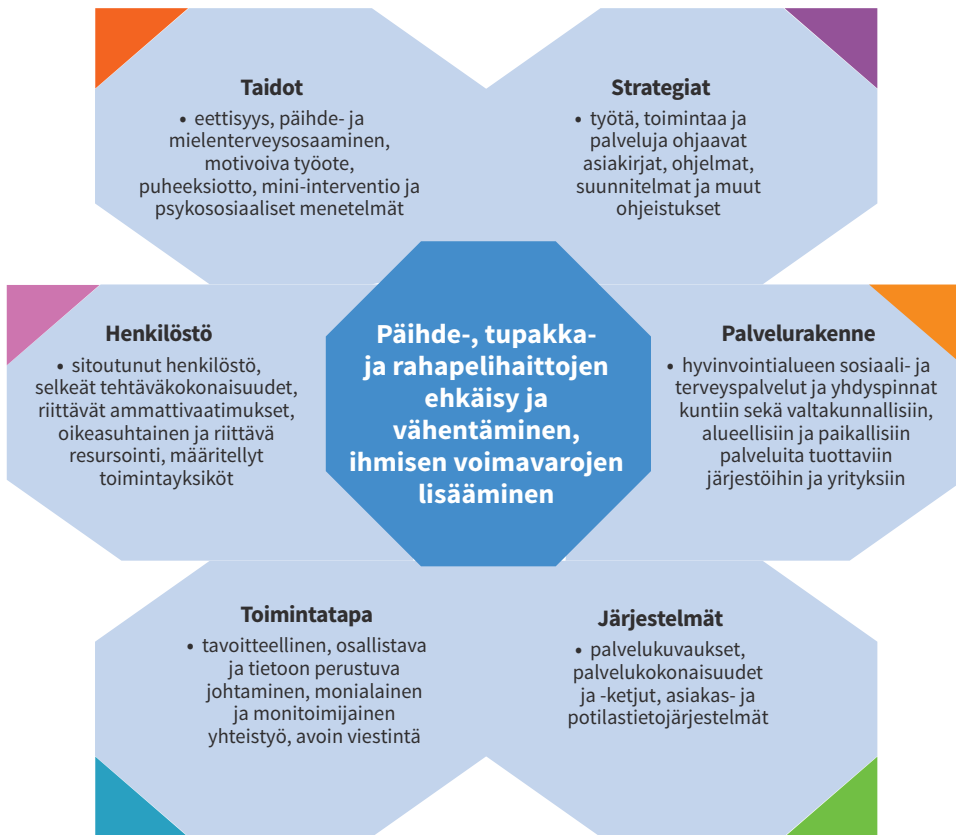 Taidot
• eettisyys, päihde- ja
mielenterveysosaaminen,
motivoiva työote,
puheeksiotto, mini-interventio ja
psykososiaaliset menetelmät
Strategiat
• työtä, toimintaa ja
palveluja ohjaavat
asiakirjat, ohjelmat,
suunnitelmat ja muut
ohjeistukset
Henkilöstö
• sitoutunut henkilöstö,
selkeät tehtäväkokonaisuudet,
riittävät ammattivaatimukset,
oikeasuhtainen ja riittävä
resursointi, määritellyt
toimintayksiköt
Päihde-, tupakka-
ja rahapelihaittojen
ehkäisy ja
vähentäminen,
ihmisen voimavarojen
lisääminen
Palvelurakenne
• hyvinvointialueen sosiaali- ja
terveyspalvelut ja yhdyspinnat
kuntiin sekä valtakunnallisiin,
alueellisiin ja paikallisiin
palveluita tuottaviin
järjestöihin ja yrityksiin
Toimintatapa
• tavoitteellinen, osallistava
ja tietoon perustuva
johtaminen, monialainen
ja monitoimijainen
yhteistyö, avoin viestintä
Järjestelmät
• palvelukuvaukset,
palvelukokonaisuudet
ja -ketjut, asiakas- ja
potilastietojärjestelmät